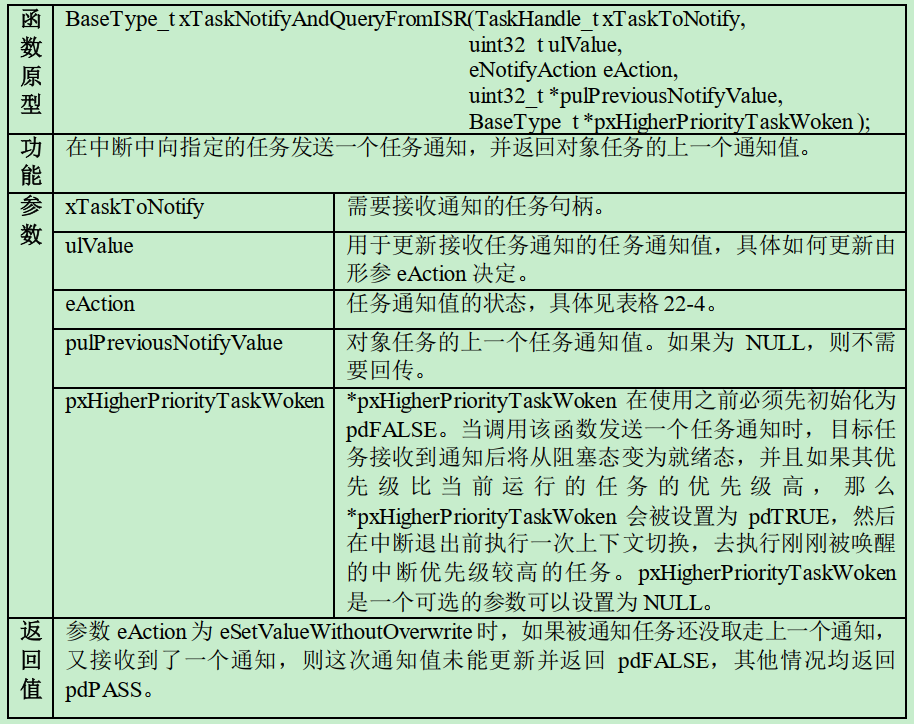 函数原型
BaseType_t xTaskNotifyAndQueryFromISR(TaskHandle_t xTaskToNotify,
uint32_t ulValue,
eNotifyAction eAction,
uint32_t *pulPreviousNotifyValue,
BaseType_t *pxHigherPriorityTaskWoken );
功能
在中断中向指定的任务发送一个任务通知，并返回对象任务的上一个通知值。
参数
xTaskToNotify
需要接收通知的任务句柄。
ulValue
用于更新接收任务通知的任务通知值，具体如何更新由
形参 eAction 决定。
eAction
任务通知值的状态，具体见表格 22-4。
pulPreviousNotifyValue
对象任务的上一个任务通知值。如果为 NULL，则不需
要回传。
pxHigherPriorityTaskWoken
*pxHigherPriorityTaskWoken 在使用之前必须先初始化为
pdFALSE。当调用该函数发送一个任务通知时，目标任
务接收到通知后将从阻塞态变为就绪态，并且如果其优
先级比当前运行的任务的优先级高，那么
*pxHigherPriorityTaskWoken 会被设置为 pdTRUE，然后
在中断退出前执行一次上下文切换，去执行刚刚被唤醒
的中断优先级较高的任务。pxHigherPriorityTaskWoken
是一个可选的参数可以设置为 NULL。
返回值
参数 eAction 为 eSetValueWithoutOverwrite 时，如果被通知任务还没取走上一个通知，
又接收到了一个通知，则这次通知值未能更新并返回 pdFALSE，其他情况均返回
pdPASS。